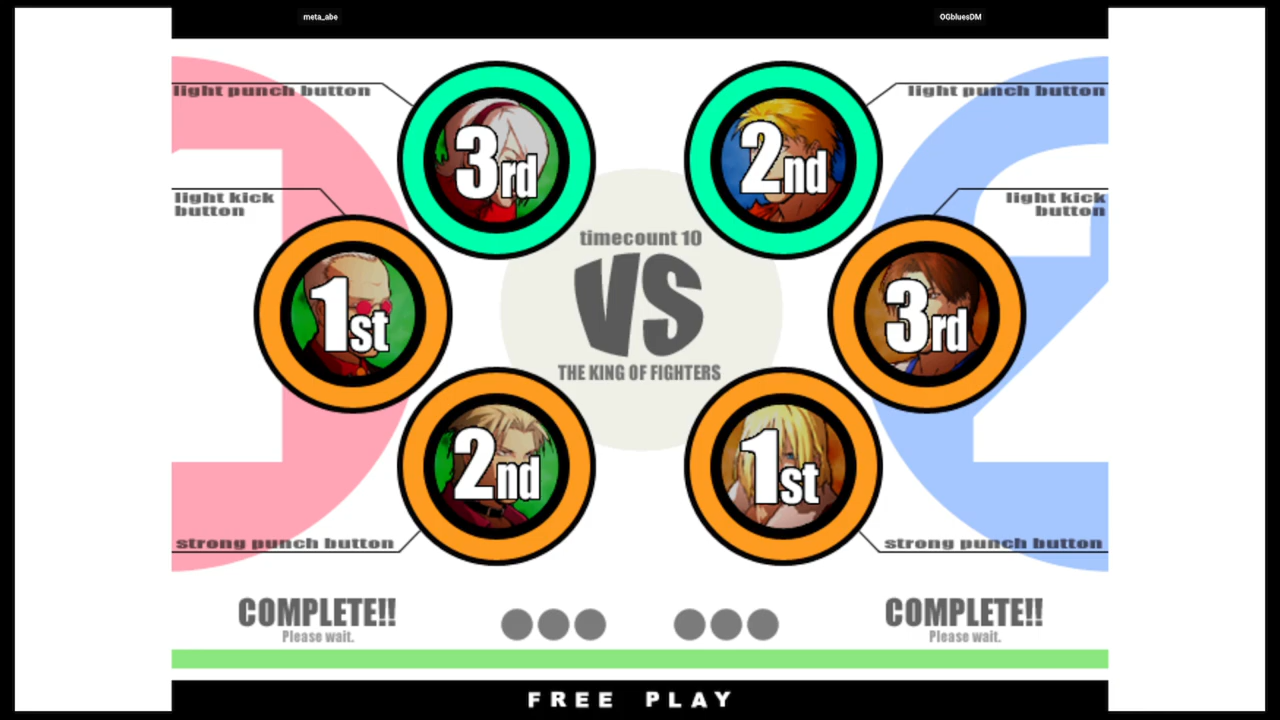 meta_abe
OGbluesDM
light punch button
light punch button
3rd
2nd
light kick
button
light kick
button
timecount 10
VS
THE KING OF FIGHTERS
1st
3rd
2nd
1st
strong punch button
strong punch button
COMPLETE!!
Please wait.
COMPLETE!!
Please wait.
FREE PLAY